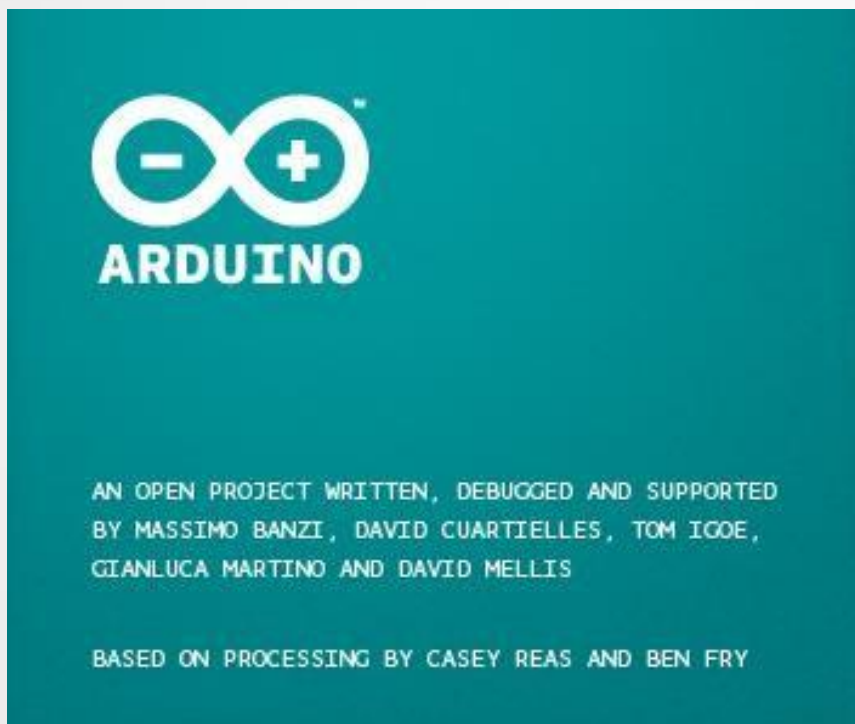 ARDUINO
AN OPEN PROJECT WRITTEN, DEBUGGED AND SUPPORTED
BY MASSIMO BANZI, DAVID CUARTIELLES, TOM IGOE,
GIANLUCA MARTINO AND DAVID MELLIS
BASED ON PROCESSING BY CASEY REAS AND BEN FRY